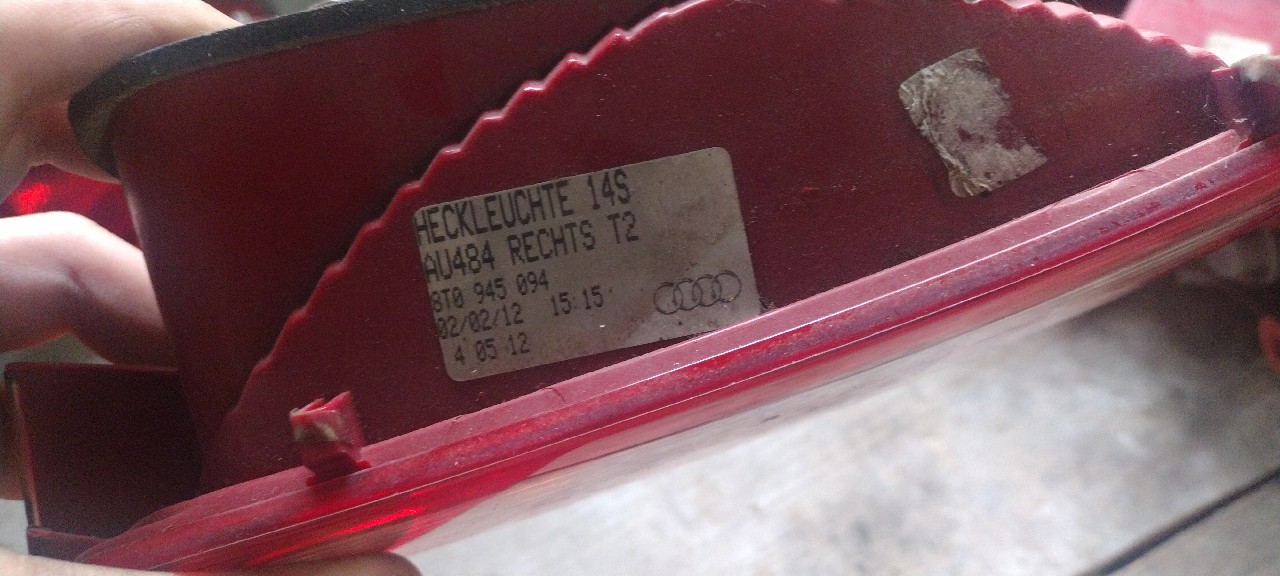 HECKLEUCHTE 14S
AU484 RECHTS T2
8T0 945 094
02/02/12 15:15
4 05 12